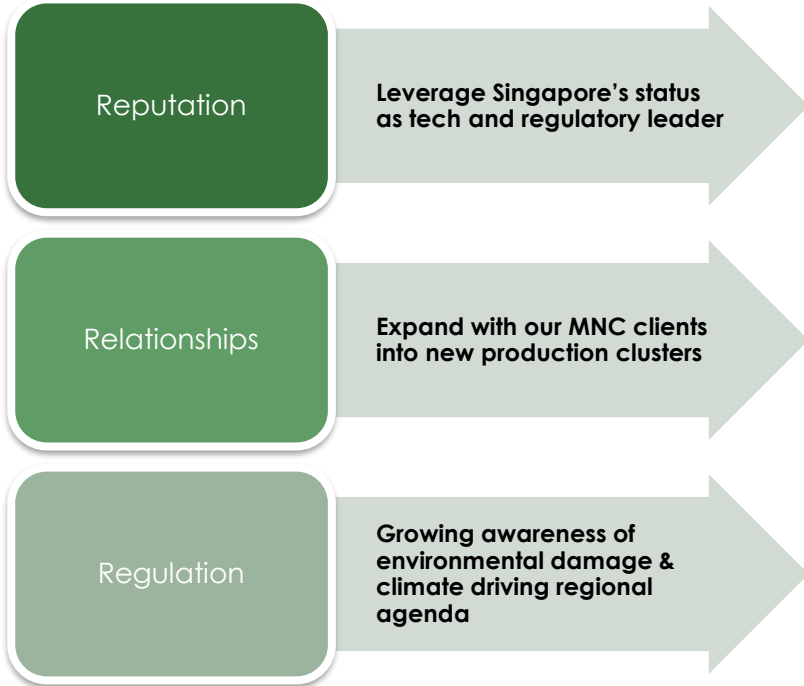 Reputation
Leverage Singapore’s status
as tech and regulatory leader
Relationships
Expand with our MNC clients
into new production clusters
Regulation
Growing awareness of
environmental damage &
climate driving regional
agenda